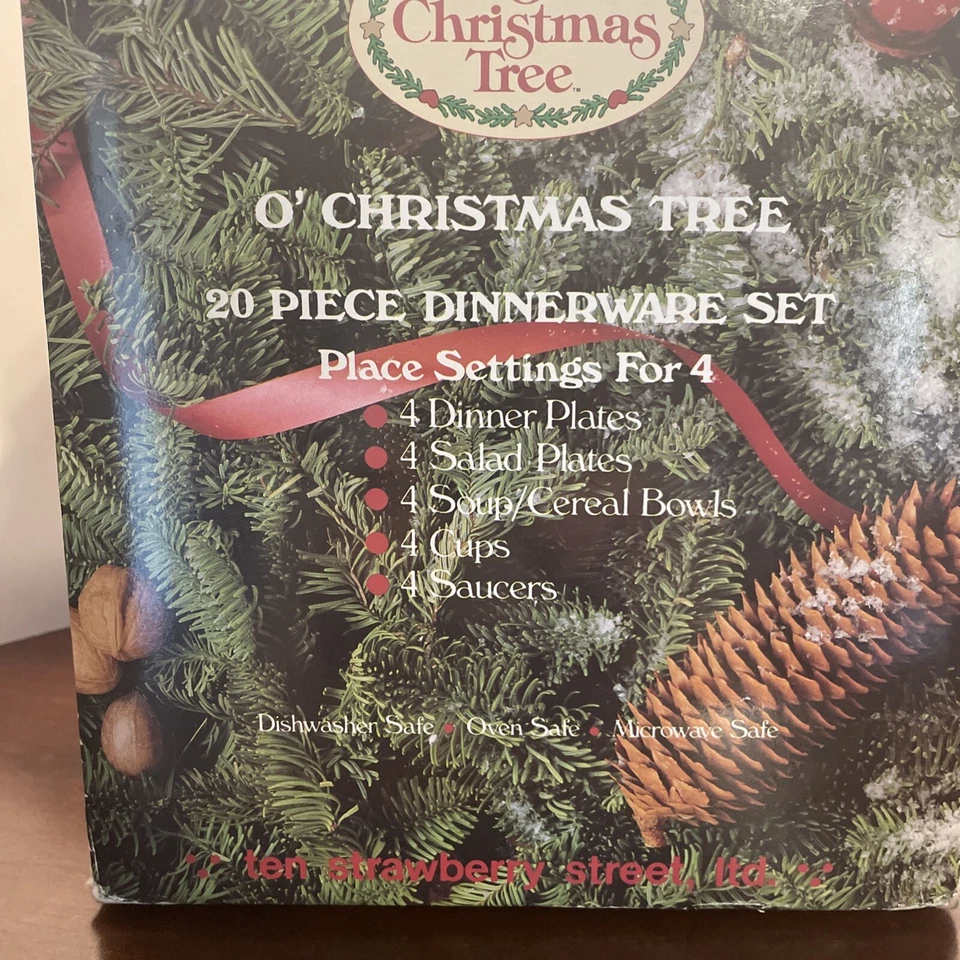 Christmas
Tree™
O' CHRISTMAS TREE
20 PIECE DINNERWARE SET
Place Settings For 4
● 4 Dinner Plates
● 4 Salad Plates
● 4 Soup/Cereal Bowls
● 4 Cups
● 4 Saucers
Dishwasher Safe ● Oven Safe ● Microwave Safe
ten strawberry street, ltd.